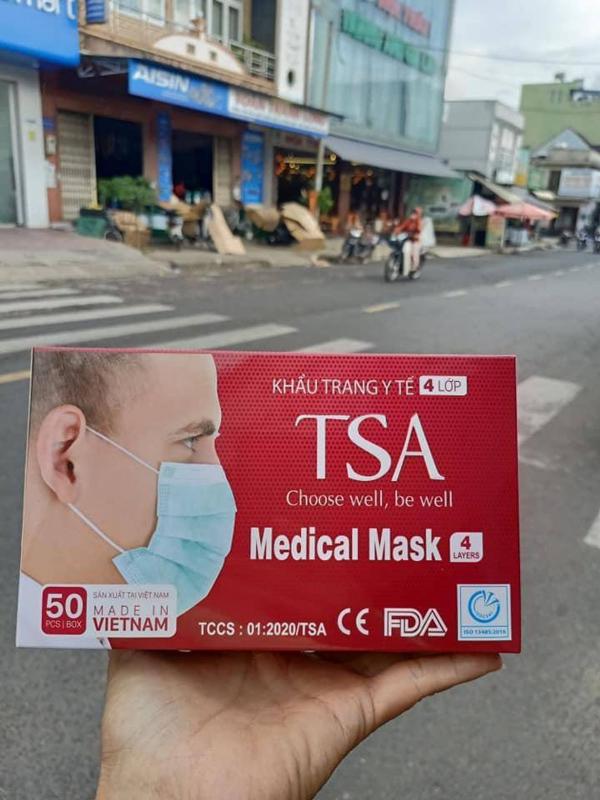 AISIN
KHẨU TRANG Y TẾ 4 LỚP
TSA
Choose well, be well
Medical Mask 4 LAYERS
50
PCS | BOX
SẢN XUẤT TẠI VIỆT NAM
MADE IN
VIETNAM
TCCS : 01:2020/TSA CE FDA
ISO 13485:2016